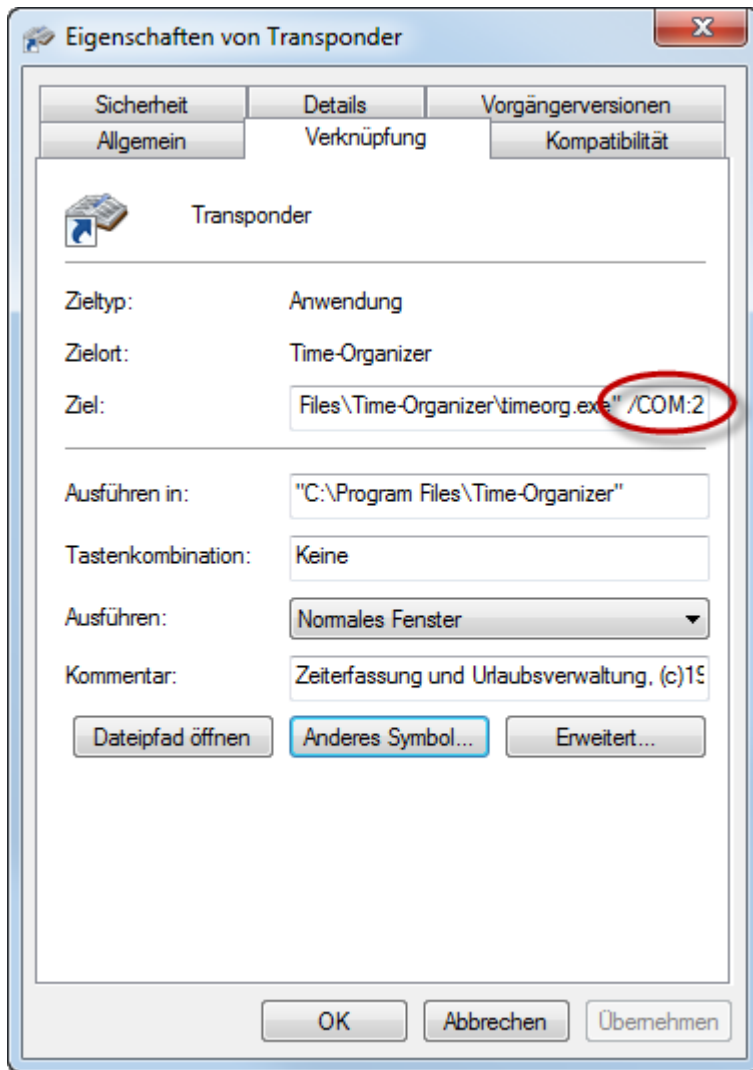 Eigenschaften von Transponder
Sicherheit Details Vorgängerversionen
Allgemein Verknüpfung Kompatibilität
Transponder
Zieltyp: Anwendung
Zielort: Time-Organizer
Ziel: Files\Time-Organizer\timeorg.exe" /COM:2
Ausführen in: "C:\Program Files\Time-Organizer"
Tastenkombination: Keine
Ausführen: Normales Fenster
Kommentar: Zeiterfassung und Urlaubsverwaltung, (c)19
Dateipfad öffnen Anderes Symbol... Erweitert...
OK Abbrechen Übernehmen